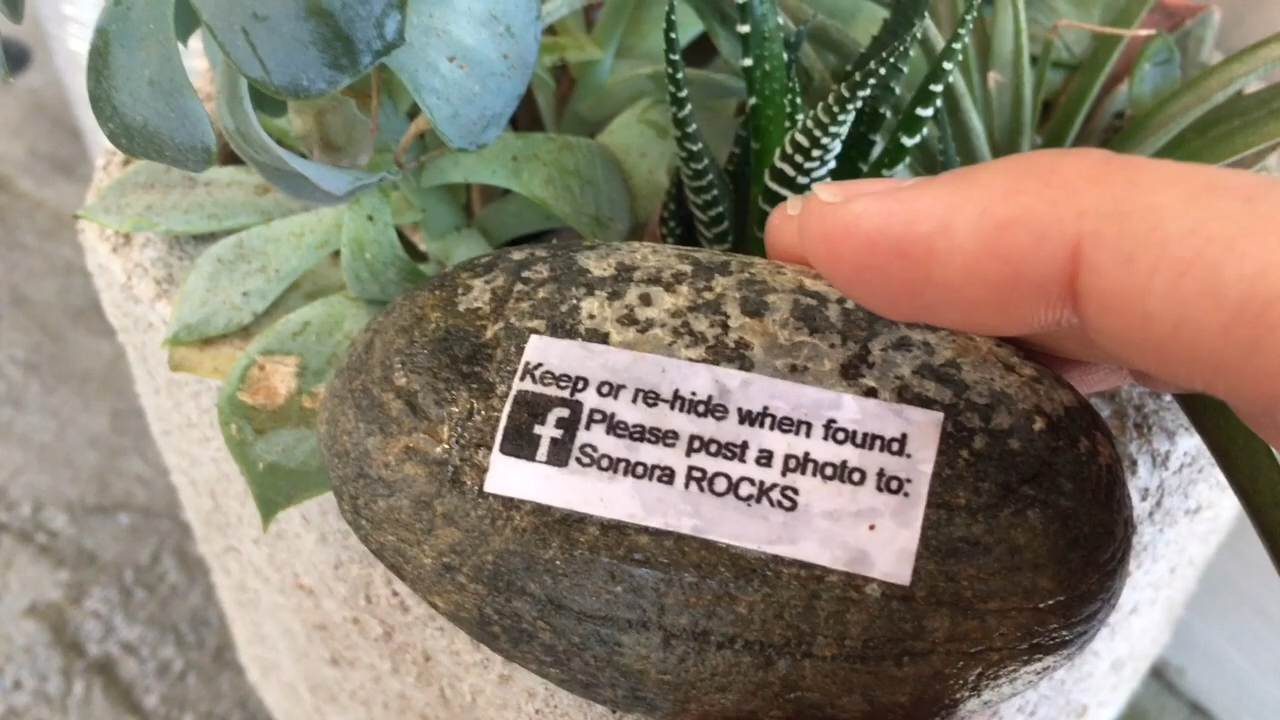 Keep or re-hide when found.
f Please post a photo to:
Sonora ROCKS